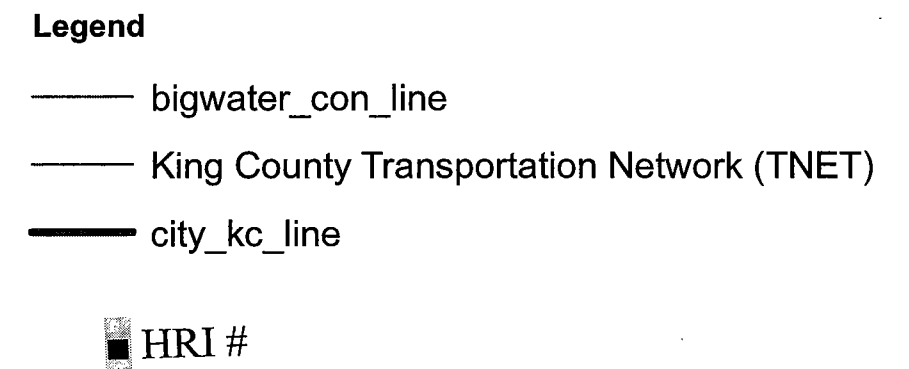 Legend
bigwater_con_line
King County Transportation Network (TNET)
city_kc_line
HRI #